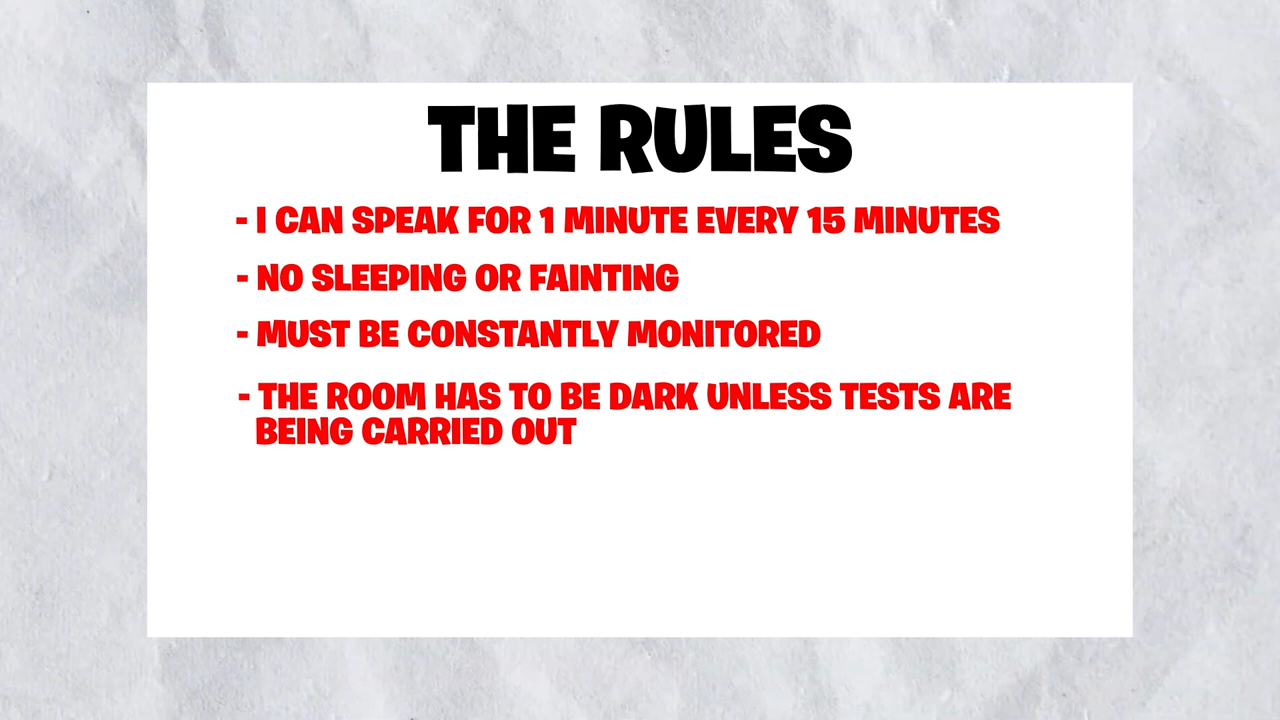 THE RULES
- I CAN SPEAK FOR 1 MINUTE EVERY 15 MINUTES
- NO SLEEPING OR FAINTING
- MUST BE CONSTANTLY MONITORED
- THE ROOM HAS TO BE DARK UNLESS TESTS ARE
BEING CARRIED OUT